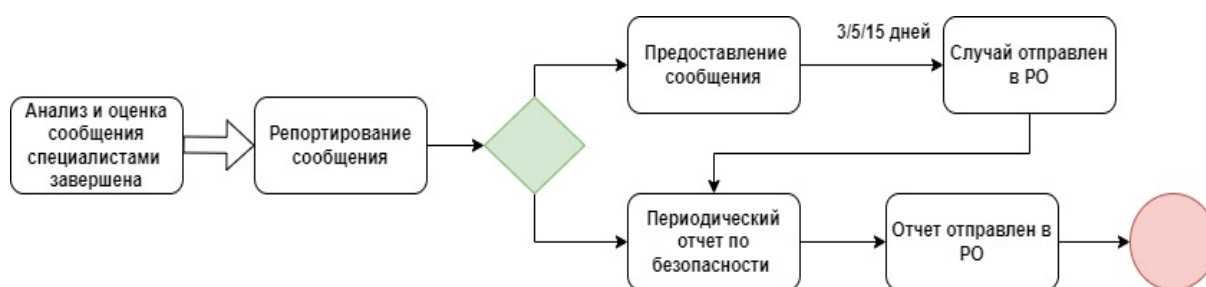 Анализ и оценка
сообщения
специалистами
завершена
Репортирование
сообщения
Предоставление
сообщения
3/5/15 дней
Случай отправлен
в РО
Периодический
отчет по
безопасности
Отчет отправлен в
РО